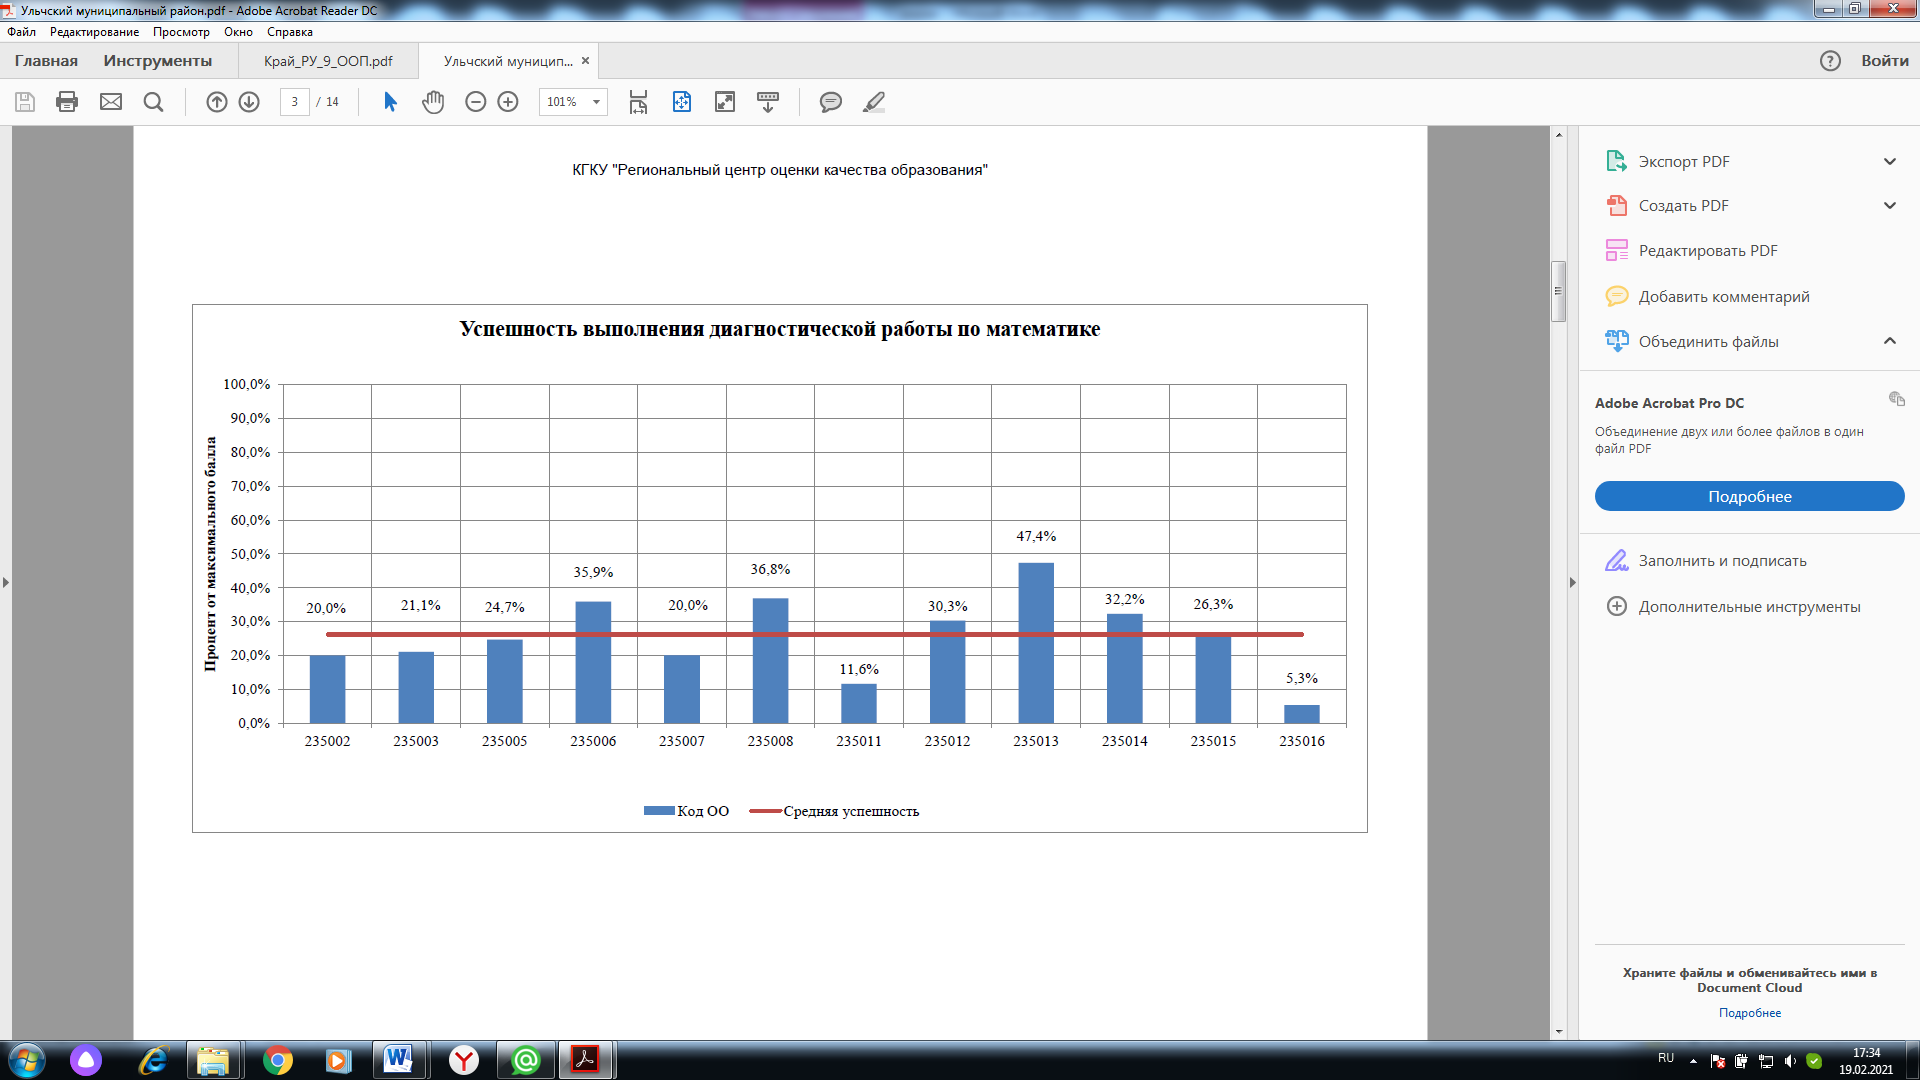 Ульчский муниципальный район.pdf - Adobe Acrobat Reader DC
Файл Редактирование Просмотр Окно Справка
Главная Инструменты Край_РУ_9_ООП.pdf Ульчский муницип... × Войти
3 / 14 101%
КГКУ "Региональный центр оценки качества образования"
Успешность выполнения диагностической работы по математике
Процент от максимального балла
100,0%
90,0%
80,0%
70,0%
60,0%
50,0%
40,0%
30,0%
20,0%
10,0%
0,0%
20,0% 21,1% 24,7% 35,9% 20,0% 36,8% 11,6% 30,3% 47,4% 32,2% 26,3% 5,3%
235002 235003 235005 235006 235007 235008 235011 235012 235013 235014 235015 235016
Код ОО Средняя успешность
Экспорт PDF
Создать PDF
Редактировать PDF
Добавить комментарий
Объединить файлы
Adobe Acrobat Pro DC
Объединение двух или более файлов в один
файл PDF
Подробнее
Заполнить и подписать
Дополнительные инструменты
Храните файлы и обменивайтесь ими в
Document Cloud
Подробнее
RU 17:34
19.02.2021